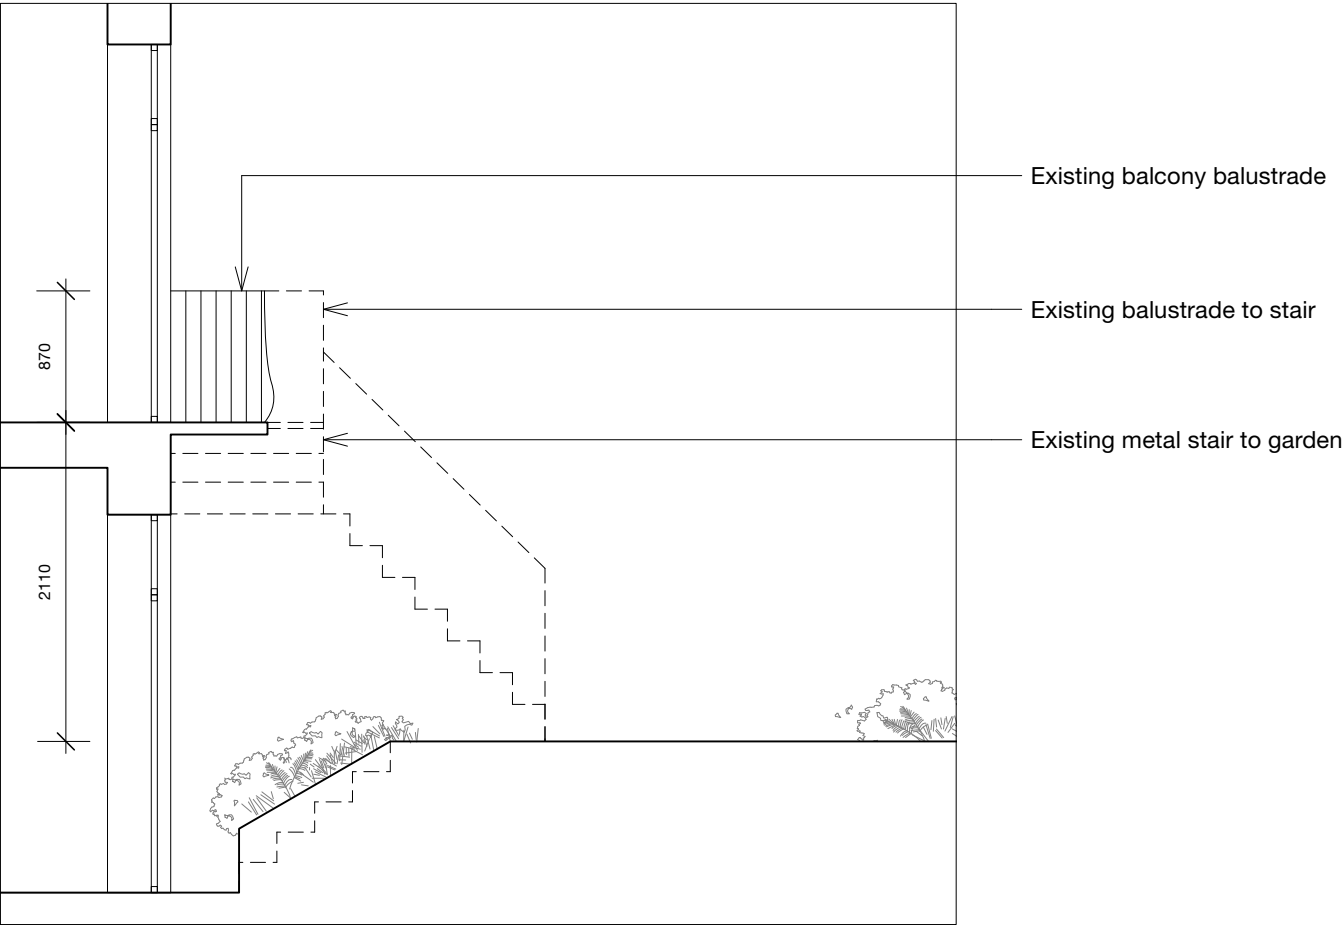 Existing balcony balustrade
Existing balustrade to stair
870
Existing metal stair to garden
2110